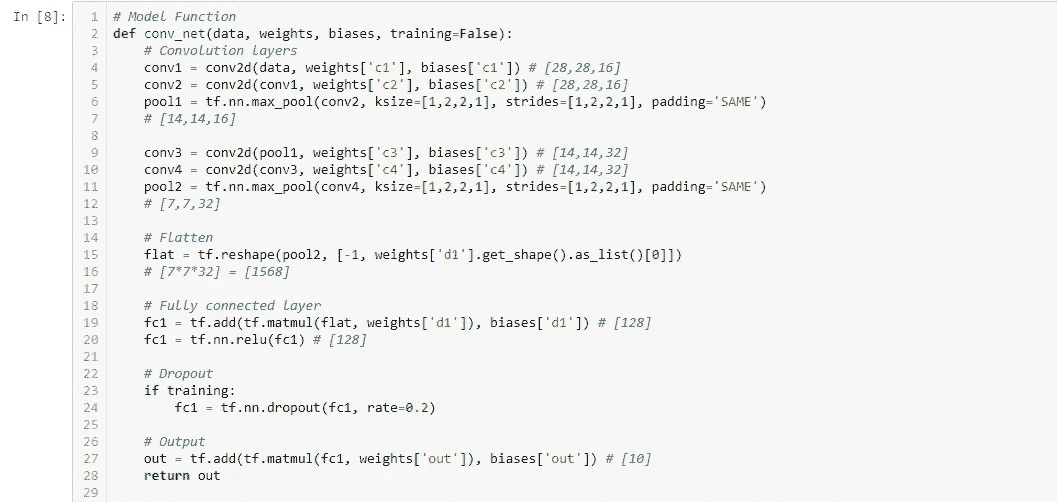 In [8]:
1 # Model Function
2 def conv_net(data, weights, biases, training=False):
3     # Convolution layers
4     conv1 = conv2d(data, weights['c1'], biases['c1']) # [28,28,16]
5     conv2 = conv2d(conv1, weights['c2'], biases['c2']) # [28,28,16]
6     pool1 = tf.nn.max_pool(conv2, ksize=[1,2,2,1], strides=[1,2,2,1], padding='SAME')
7     # [14,14,16]
8
9     conv3 = conv2d(pool1, weights['c3'], biases['c3']) # [14,14,32]
10     conv4 = conv2d(conv3, weights['c4'], biases['c4']) # [14,14,32]
11     pool2 = tf.nn.max_pool(conv4, ksize=[1,2,2,1], strides=[1,2,2,1], padding='SAME')
12     # [7,7,32]
13
14     # Flatten
15     flat = tf.reshape(pool2, [-1, weights['d1'].get_shape().as_list()[0]])
16     # [7*7*32] = [1568]
17
18     # Fully connected layer
19     fc1 = tf.add(tf.matmul(flat, weights['d1']), biases['d1']) # [128]
20     fc1 = tf.nn.relu(fc1) # [128]
21
22     # Dropout
23     if training:
24         fc1 = tf.nn.dropout(fc1, rate=0.2)
25
26     # Output
27     out = tf.add(tf.matmul(fc1, weights['out']), biases['out']) # [10]
28     return out
29